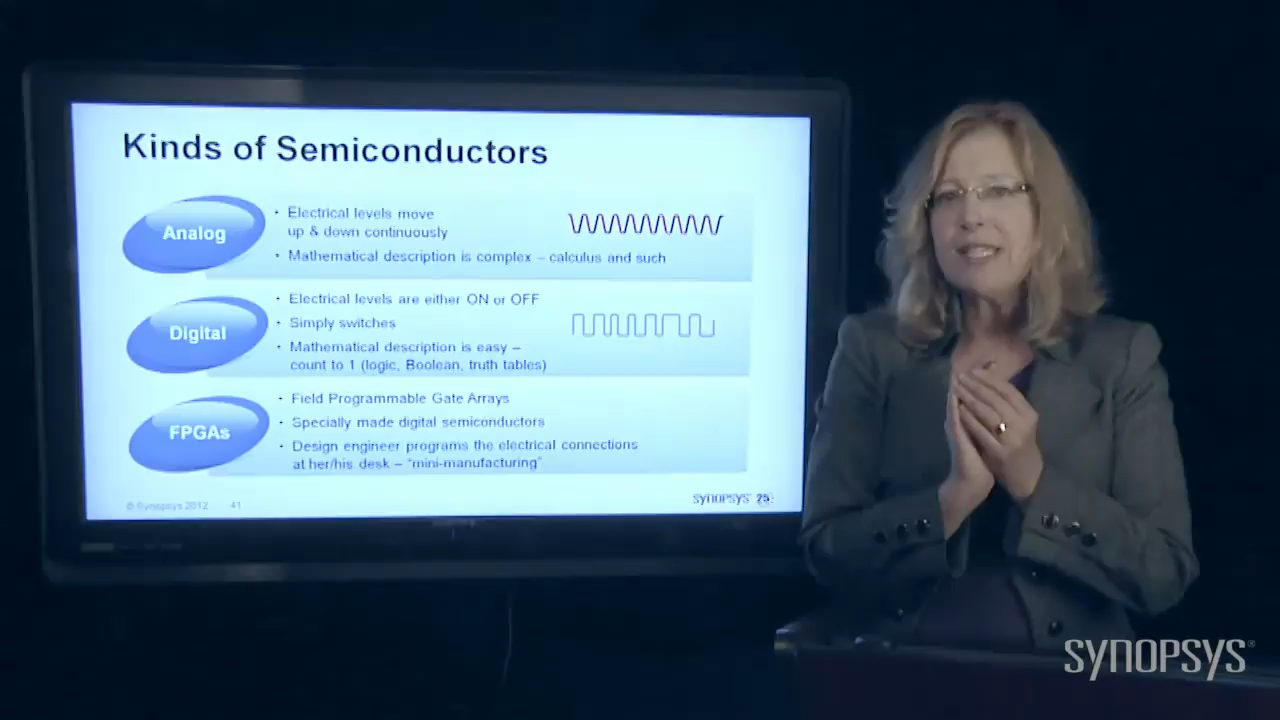 Kinds of Semiconductors
Analog
• Electrical levels move
up & down continuously
• Mathematical description is complex – calculus and such
Digital
• Electrical levels are either ON or OFF
• Simply switches
• Mathematical description is easy –
count to 1 (logic, Boolean, truth tables)
FPGAs
• Field Programmable Gate Arrays
• Specially made digital semiconductors
• Design engineer programs the electrical connections
at her/his desk – "mini-manufacturing"
© Synopsys 2012 41
SYNOPSYS 25
SYNOPSYS®